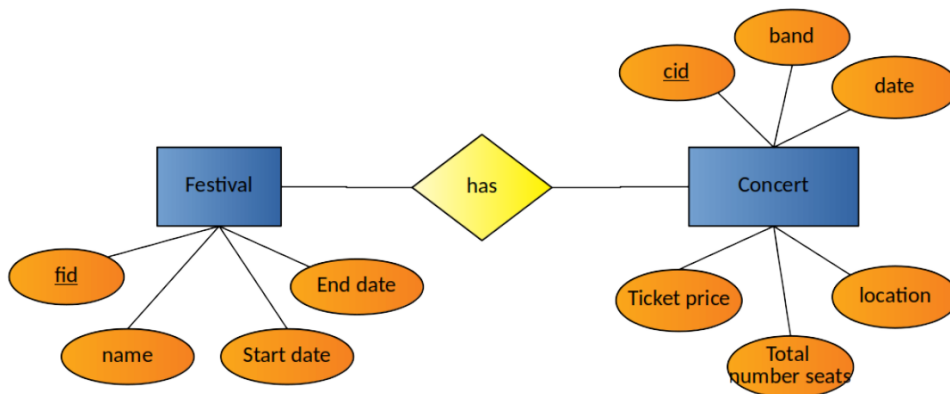 band
cid
date
Festival
has
Concert
fid
End date
Ticket price
location
name
Start date
Total
number seats